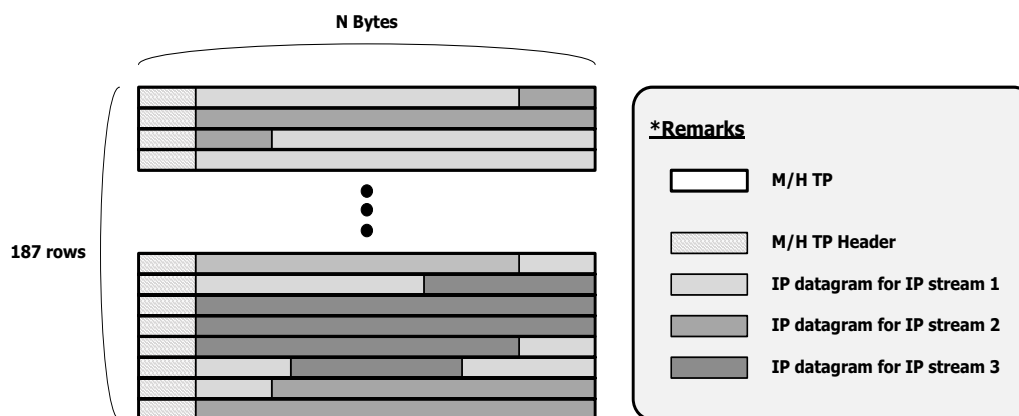 N Bytes
187 rows
*Remarks
M/H TP
M/H TP Header
IP datagram for IP stream 1
IP datagram for IP stream 2
IP datagram for IP stream 3